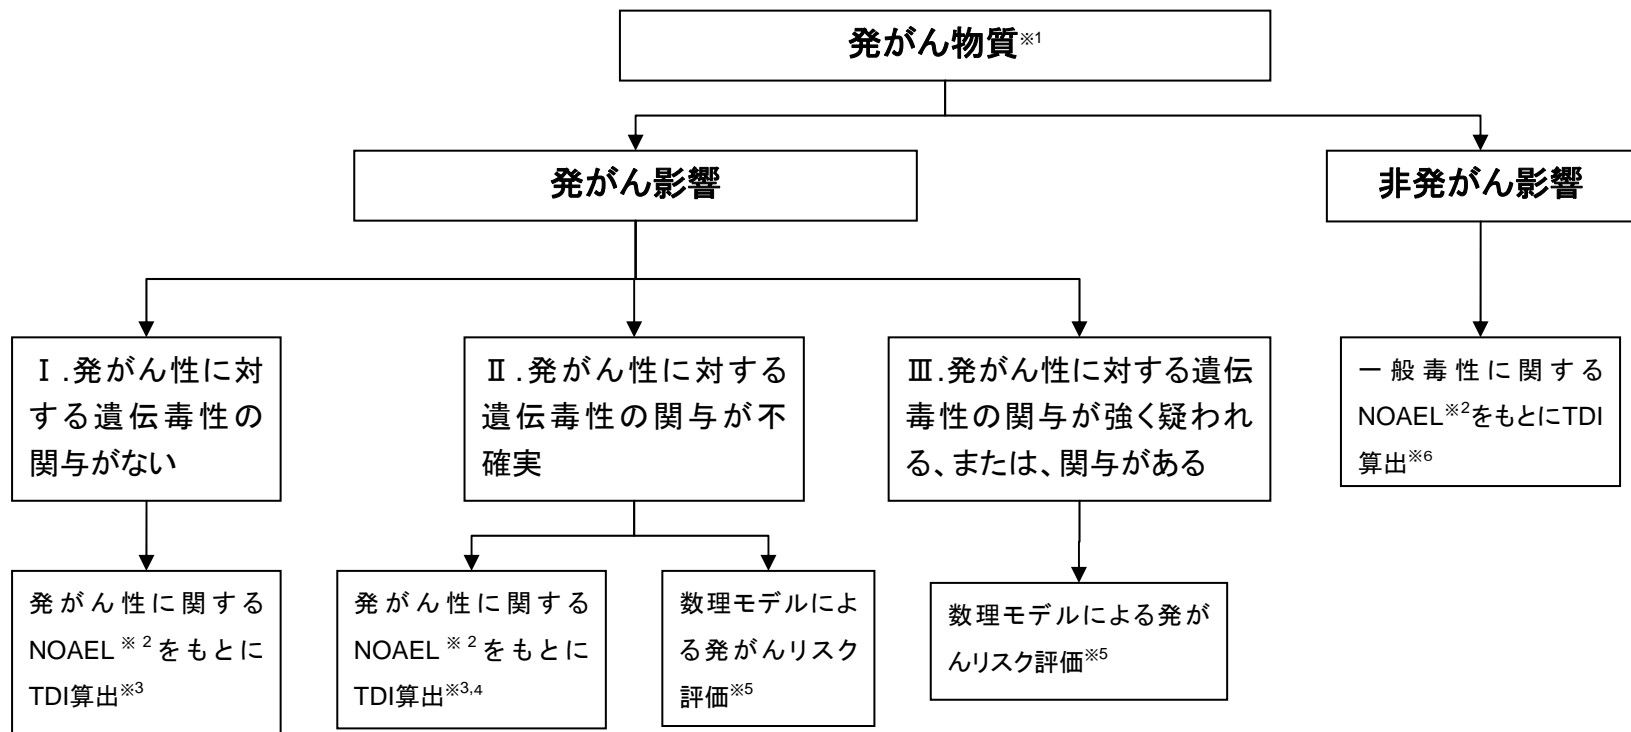 発がん物質※1
発がん影響
非発がん影響
Ⅰ.発がん性に対
する遺伝毒性の
関与がない
Ⅱ.発がん性に対する
遺伝毒性の関与が不
確実
Ⅲ.発がん性に対する遺伝
毒性の関与が強く疑われ
る、または、関与がある
一般毒性に関する
NOAEL※2をもとにTDI
算出※6
発がん性に関する
NOAEL※2をもとに
TDI算出※3
発がん性に関する
NOAEL※2をもとに
TDI算出※3,4
数理モデルによ
る発がんリスク
評価※5
数理モデルによる発が
んリスク評価※5